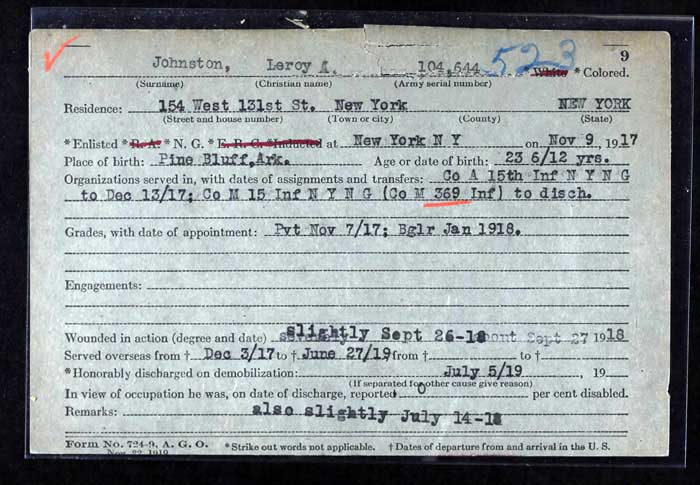 523 9
Johnston, Leroy A. 104,644 *White *Colored.
(Surname) (Christian name) (Army serial number)
Residence: 154 West 131st St. New York NEW YORK
(Street and house number) (Town or city) (County) (State)
*Enlisted *R. A. *N. G. *E. R. C. *Inducted at New York N Y on Nov 9, 1917
Place of birth: Pine Bluff, Ark. Age or date of birth: 23 6/12 yrs.
Organizations served in, with dates of assignments and transfers: Co A 15th Inf N Y N G
to Dec 13/17; Co M 15 Inf N Y N G (Co M 369 Inf) to disch.
Grades, with date of appointment: Pvt Nov 7/17; Bglr Jan 1918.
Engagements:
Wounded in action (degree and date) slightly Sept 26-18 about Sept 27 1918
Served overseas from † Dec 3/17 to † June 27/19 from † to †
*Honorably discharged on demobilization: July 5/19, 19
(If separated for other cause give reason)
In view of occupation he was, on date of discharge, reported 0 per cent disabled.
Remarks: also slightly July 14-18
Form No. 724-9, A. G. O. *Strike out words not applicable. † Dates of departure from and arrival in the U. S.
Nov. 22, 1919